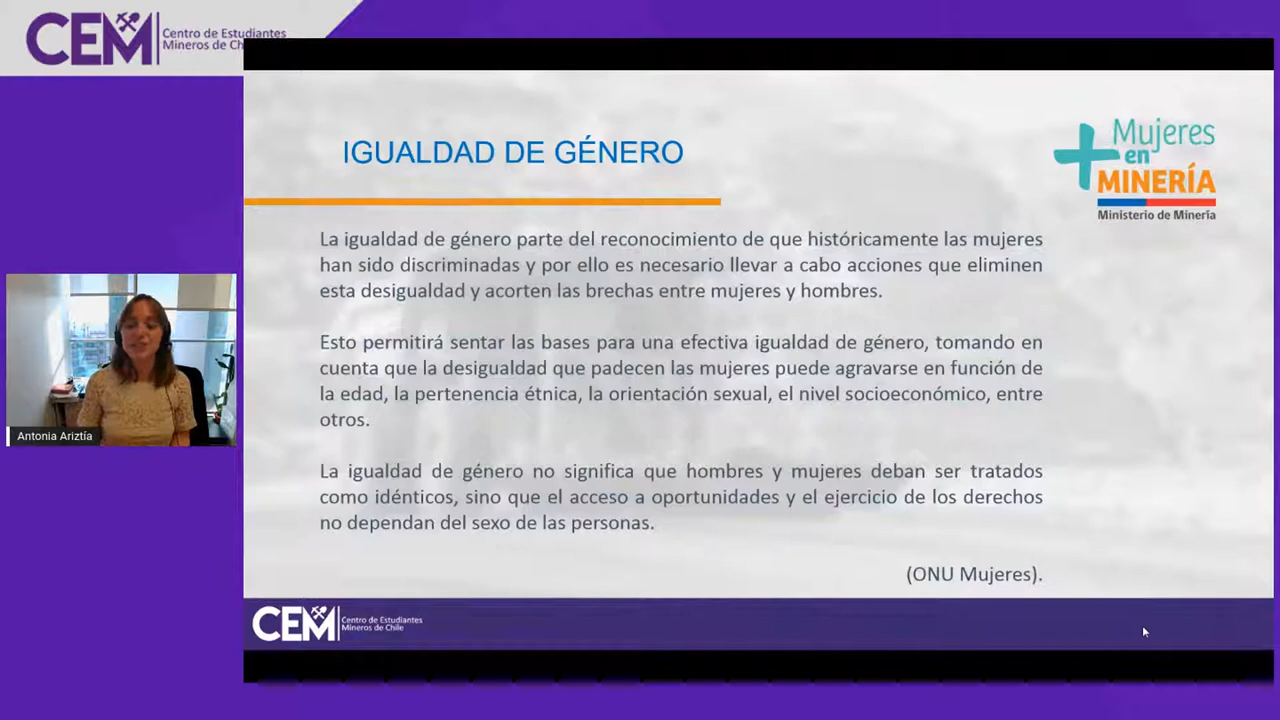 CEM
Centro de Estudiantes
Mineros de Ch
IGUALDAD DE GÉNERO
Mujeres
en
MINERÍA
Ministerio de Minería
La igualdad de género parte del reconocimiento de que históricamente las mujeres
han sido discriminadas y por ello es necesario llevar a cabo acciones que eliminen
esta desigualdad y acorten las brechas entre mujeres y hombres.
Esto permitirá sentar las bases para una efectiva igualdad de género, tomando en
cuenta que la desigualdad que padecen las mujeres puede agravarse en función de
la edad, la pertenencia étnica, la orientación sexual, el nivel socioeconómico, entre
otros.
La igualdad de género no significa que hombres y mujeres deban ser tratados
como idénticos, sino que el acceso a oportunidades y el ejercicio de los derechos
no dependan del sexo de las personas.
(ONU Mujeres).
Antonia Ariztía
CEM
Centro de Estudiantes
Mineros de Chile